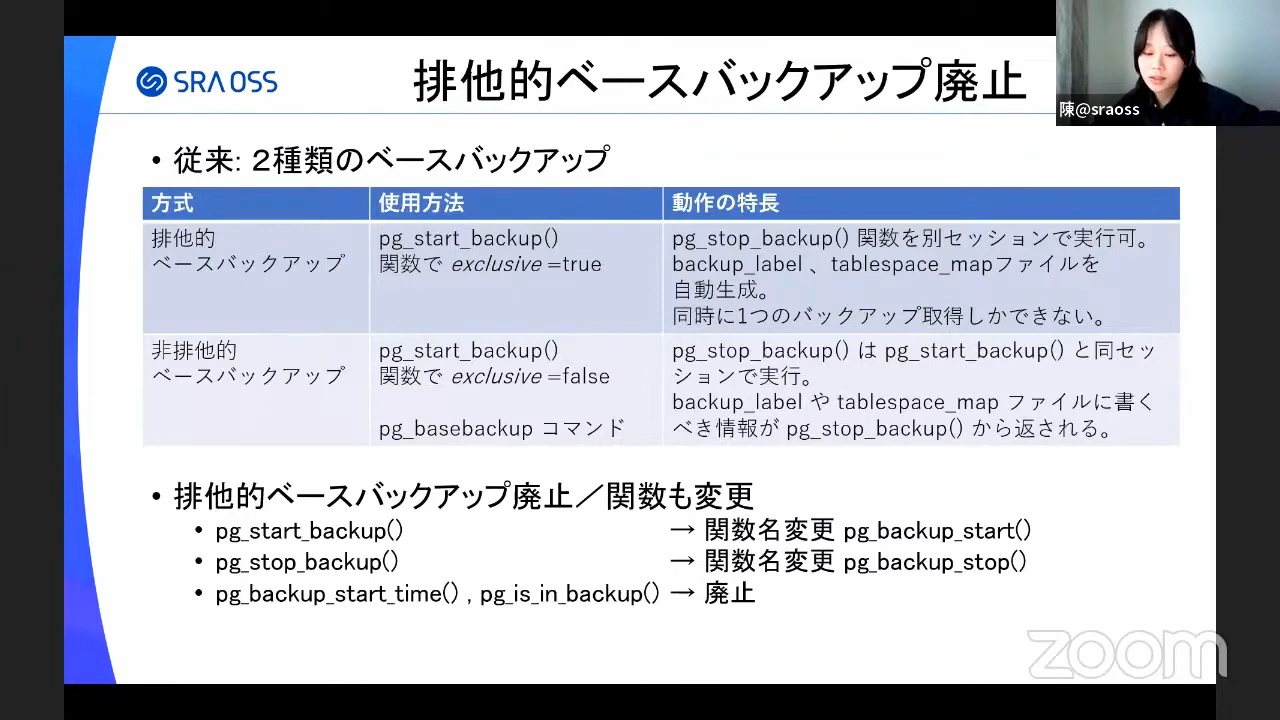 SRA OSS
排他的ベースバックアップ廃止
陳@sraoss
• 従来: ２種類のベースバックアップ
方式 使用方法 動作の特長
排他的
ベースバックアップ
pg_start_backup()
関数で exclusive =true
pg_stop_backup() 関数を別セッションで実行可。
backup_label 、tablespace_mapファイルを
自動生成。
同時に1つのバックアップ取得しかできない。
非排他的
ベースバックアップ
pg_start_backup()
関数で exclusive =false
pg_basebackup コマンド
pg_stop_backup() は pg_start_backup() と同セッ
ションで実行。
backup_label や tablespace_map ファイルに書く
べき情報が pg_stop_backup() から返される。
• 排他的ベースバックアップ廃止／関数も変更
• pg_start_backup() → 関数名変更 pg_backup_start()
• pg_stop_backup() → 関数名変更 pg_backup_stop()
• pg_backup_start_time() , pg_is_in_backup() → 廃止
zoom